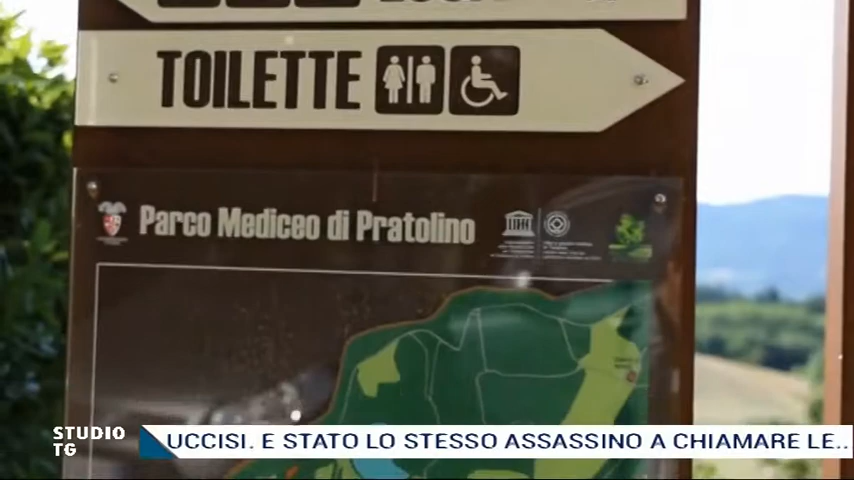 TOILETTE
Parco Mediceo di Pratolino
STUDIO
TG
UCCISI. E STATO LO STESSO ASSASSINO A CHIAMARE LE..